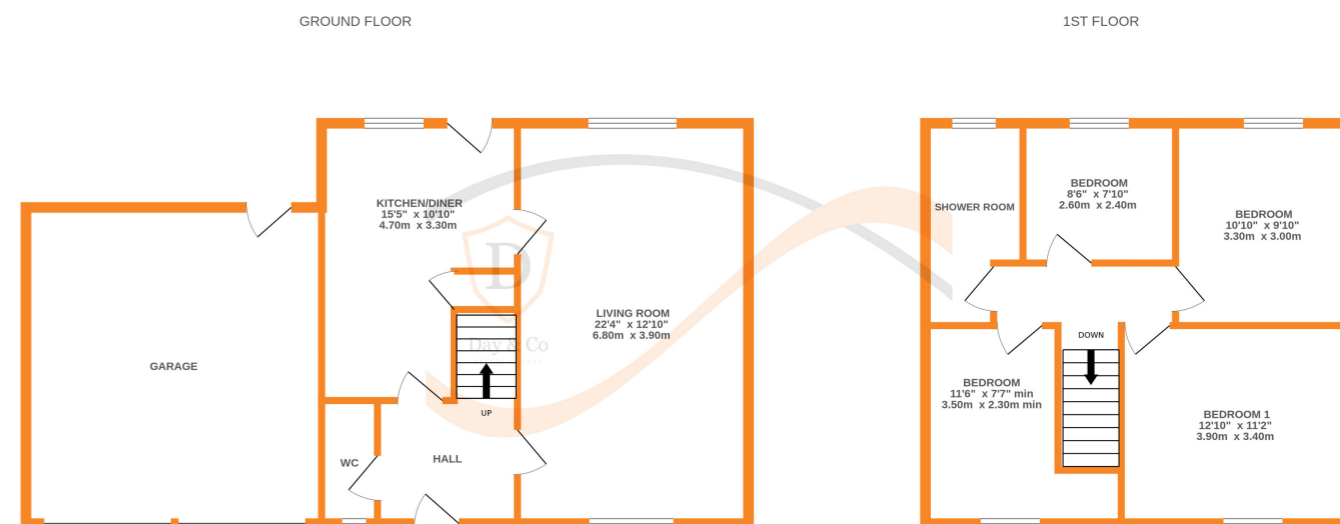 GROUND FLOOR
1ST FLOOR
KITCHEN/DINER
15'5" x 10'10"
4.70m x 3.30m
D
Day & Co
LIVING ROOM
22'4" x 12'10"
6.80m x 3.90m
GARAGE
UP
WC
HALL
SHOWER ROOM
BEDROOM
8'6" x 7'10"
2.60m x 2.40m
BEDROOM
10'10" x 9'10"
3.30m x 3.00m
DOWN
BEDROOM
11'6" x 7'7" min
3.50m x 2.30m min
BEDROOM 1
12'10" x 11'2"
3.90m x 3.40m